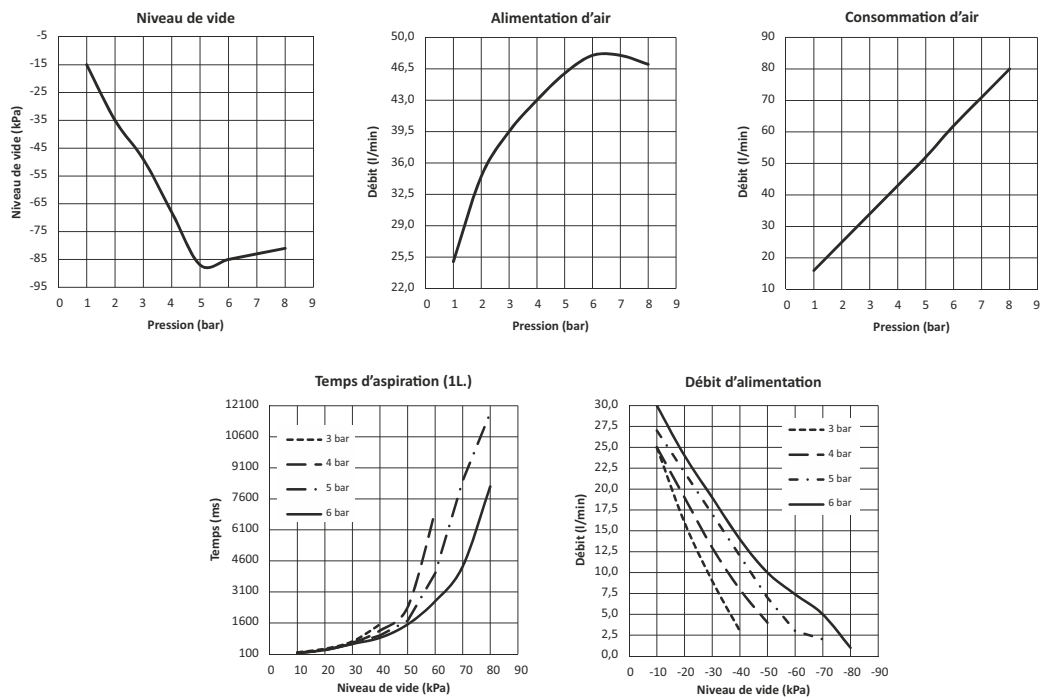 Niveau de vide
-5
-15
-25
-35
-45
-55
-65
-75
-85
-95
0 1 2 3 4 5 6 7 8 9
Niveau de vide (kPa)
Pression (bar)
Alimentation d'air
50,0
46,5
43,0
39,5
36,0
32,5
29,0
25,5
22,0
0 1 2 3 4 5 6 7 8 9
Débit (l/min)
Pression (bar)
Consommation d'air
90
80
70
60
50
40
30
20
10
0 1 2 3 4 5 6 7 8 9
Débit (l/min)
Pression (bar)
Temps d'aspiration (1L.)
12100
10600
9100
7600
6100
4600
3100
1600
100
0 10 20 30 40 50 60 70 80 90
Temps (ms)
Niveau de vide (kPa)
3 bar
4 bar
5 bar
6 bar
Débit d'alimentation
30,0
27,5
25,0
22,5
20,0
17,5
15,0
12,5
10,0
7,5
5,0
2,5
0,0
0 -10 -20 -30 -40 -50 -60 -70 -80 -90
Débit (l/min)
Niveau de vide (kPa)
3 bar
4 bar
5 bar
6 bar